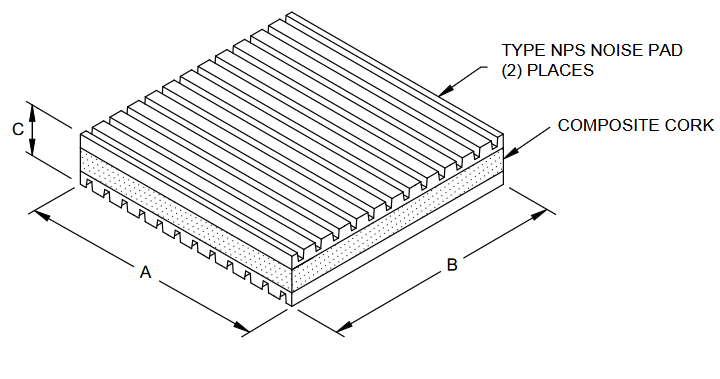 TYPE NPS NOISE PAD
(2) PLACES
C
COMPOSITE CORK
A
B